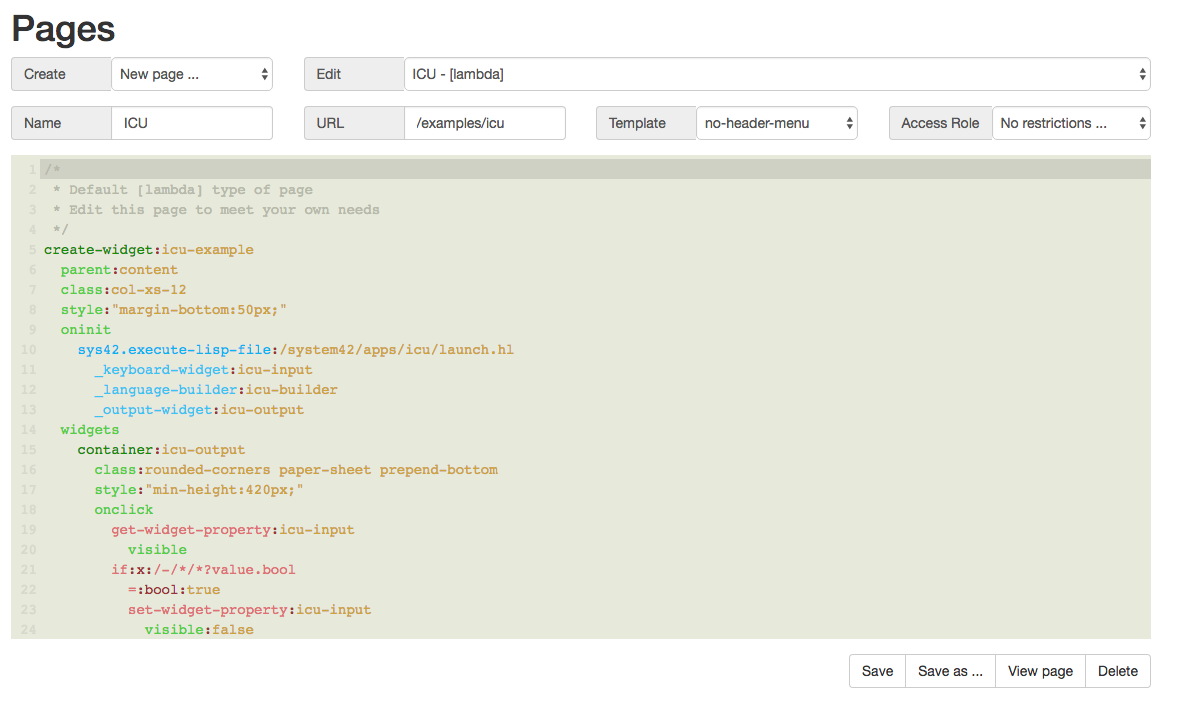 Pages
Create New page ... Edit ICU - [lambda]
Name ICU URL /examples/icu Template no-header-menu Access Role No restrictions ...
1 /*
2  * Default [lambda] type of page
3  * Edit this page to meet your own needs
4  */
5 create-widget:icu-example
6   parent:content
7   class:col-xs-12
8   style:"margin-bottom:50px;"
9   oninit
10     sys42.execute-lisp-file:/system42/apps/icu/launch.hl
11       _keyboard-widget:icu-input
12       _language-builder:icu-builder
13       _output-widget:icu-output
14   widgets
15     container:icu-output
16       class:rounded-corners paper-sheet prepend-bottom
17       style:"min-height:420px;"
18       onclick
19         get-widget-property:icu-input
20           visible
21         if:x:/-/*/*?value.bool
22           =:bool:true
23           set-widget-property:icu-input
24             visible:false
Save Save as ... View page Delete